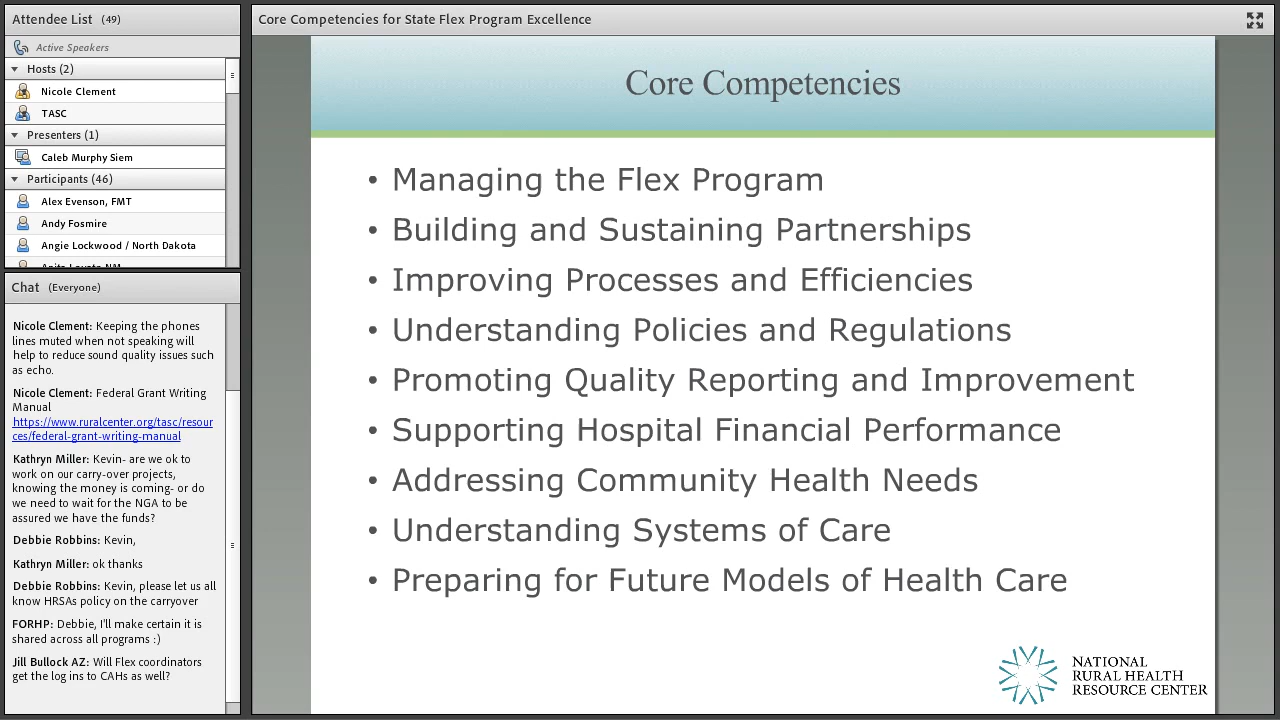 Attendee List (49)
Active Speakers
Hosts (2)
Nicole Clement
TASC
Presenters (1)
Caleb Murphy Siem
Participants (46)
Alex Evenson, FMT
Andy Fosmire
Angie Lockwood / North Dakota
Chat (Everyone)
Nicole Clement: Keeping the phones
lines muted when not speaking will
help to reduce sound quality issues such
as echo.
Nicole Clement: Federal Grant Writing
Manual
https://www.ruralcenter.org/tasc/resour
ces/federal-grant-writing-manual
Kathryn Miller: Kevin- are we ok to
work on our carry-over projects,
knowing the money is coming- or do
we need to wait for the NGA to be
assured we have the funds?
Debbie Robbins: Kevin,
Kathryn Miller: ok thanks
Debbie Robbins: Kevin, please let us all
know HRSAs policy on the carryover
FORHP: Debbie, I'll make certain it is
shared across all programs :)
Jill Bullock AZ: Will Flex coordinators
get the log ins to CAHs as well?
Core Competencies for State Flex Program Excellence
Core Competencies
• Managing the Flex Program
• Building and Sustaining Partnerships
• Improving Processes and Efficiencies
• Understanding Policies and Regulations
• Promoting Quality Reporting and Improvement
• Supporting Hospital Financial Performance
• Addressing Community Health Needs
• Understanding Systems of Care
• Preparing for Future Models of Health Care
NATIONAL
RURAL HEALTH
RESOURCE CENTER